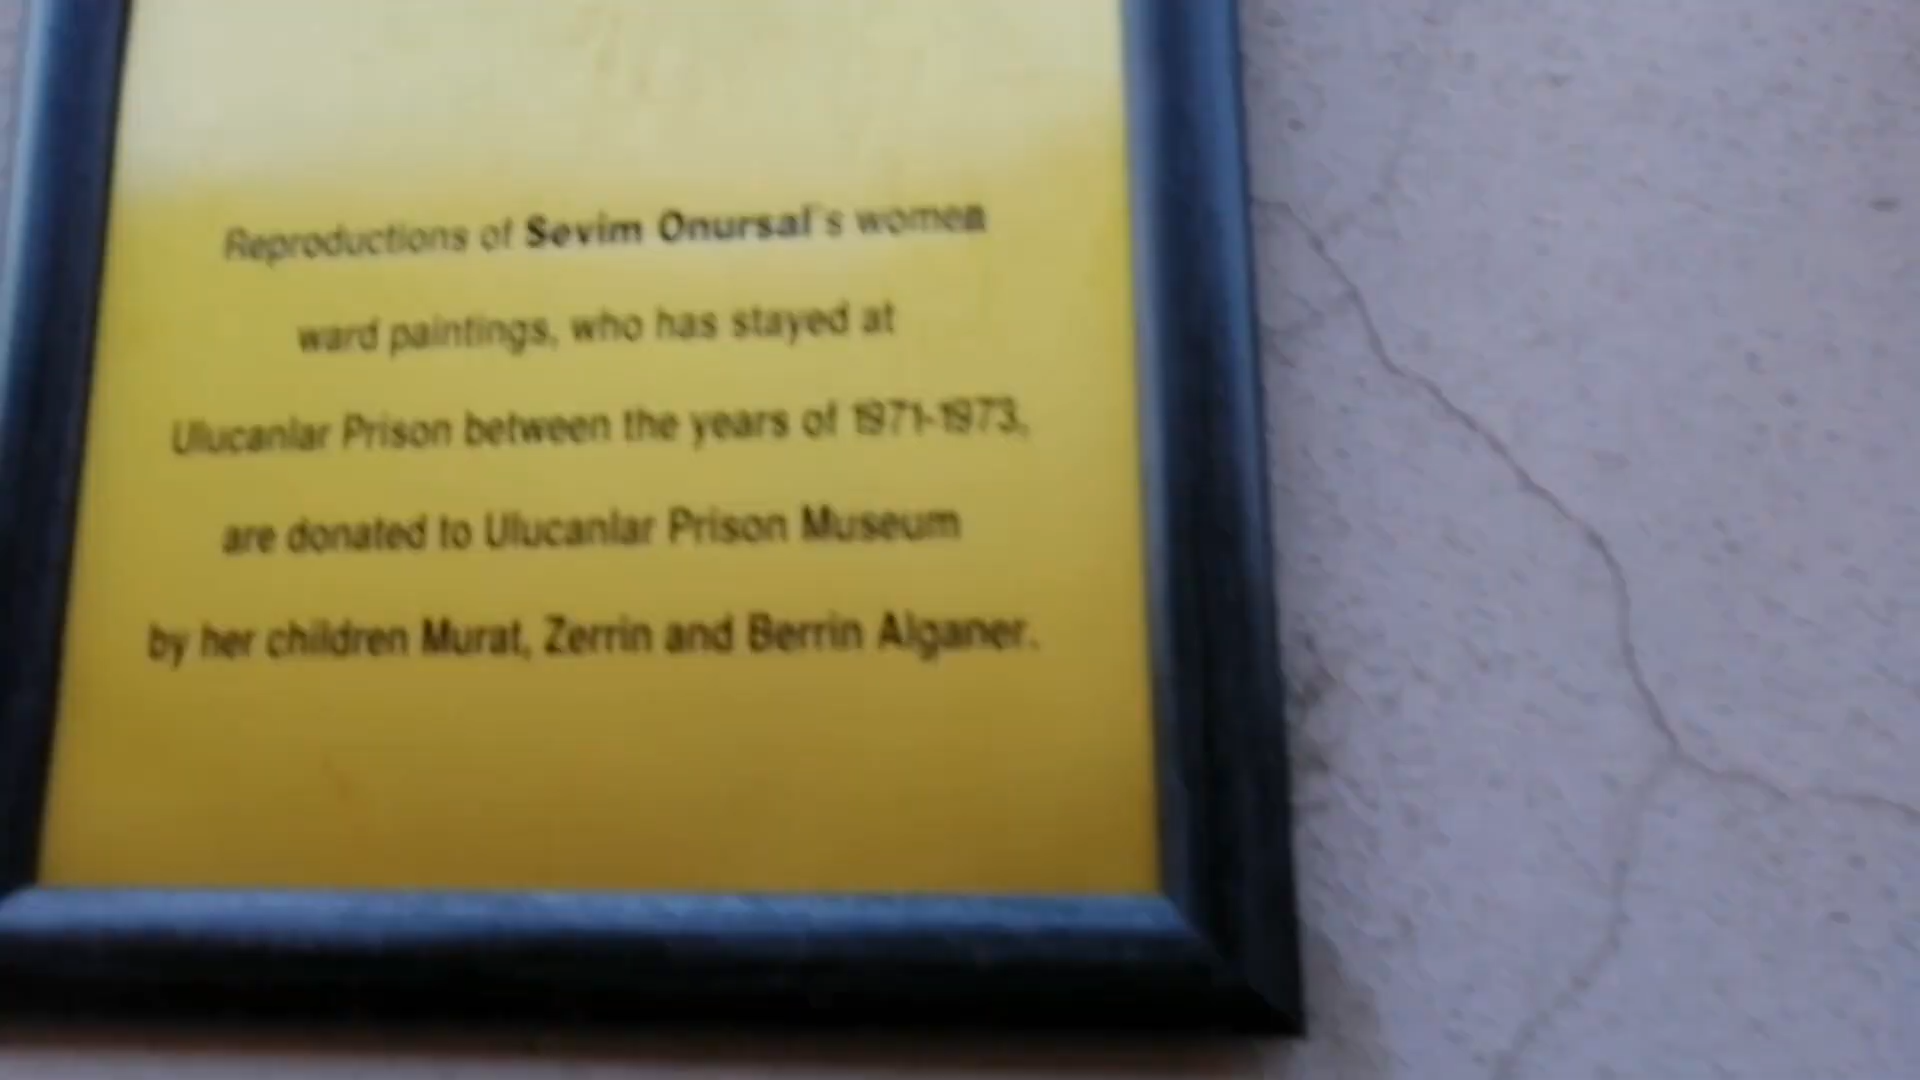 Reproductions of Sevim Onursal's women
ward paintings, who has stayed at
Ulucanlar Prison between the years of 1971-1973,
are donated to Ulucanlar Prison Museum
by her children Murat, Zerrin and Berrin Alganer.